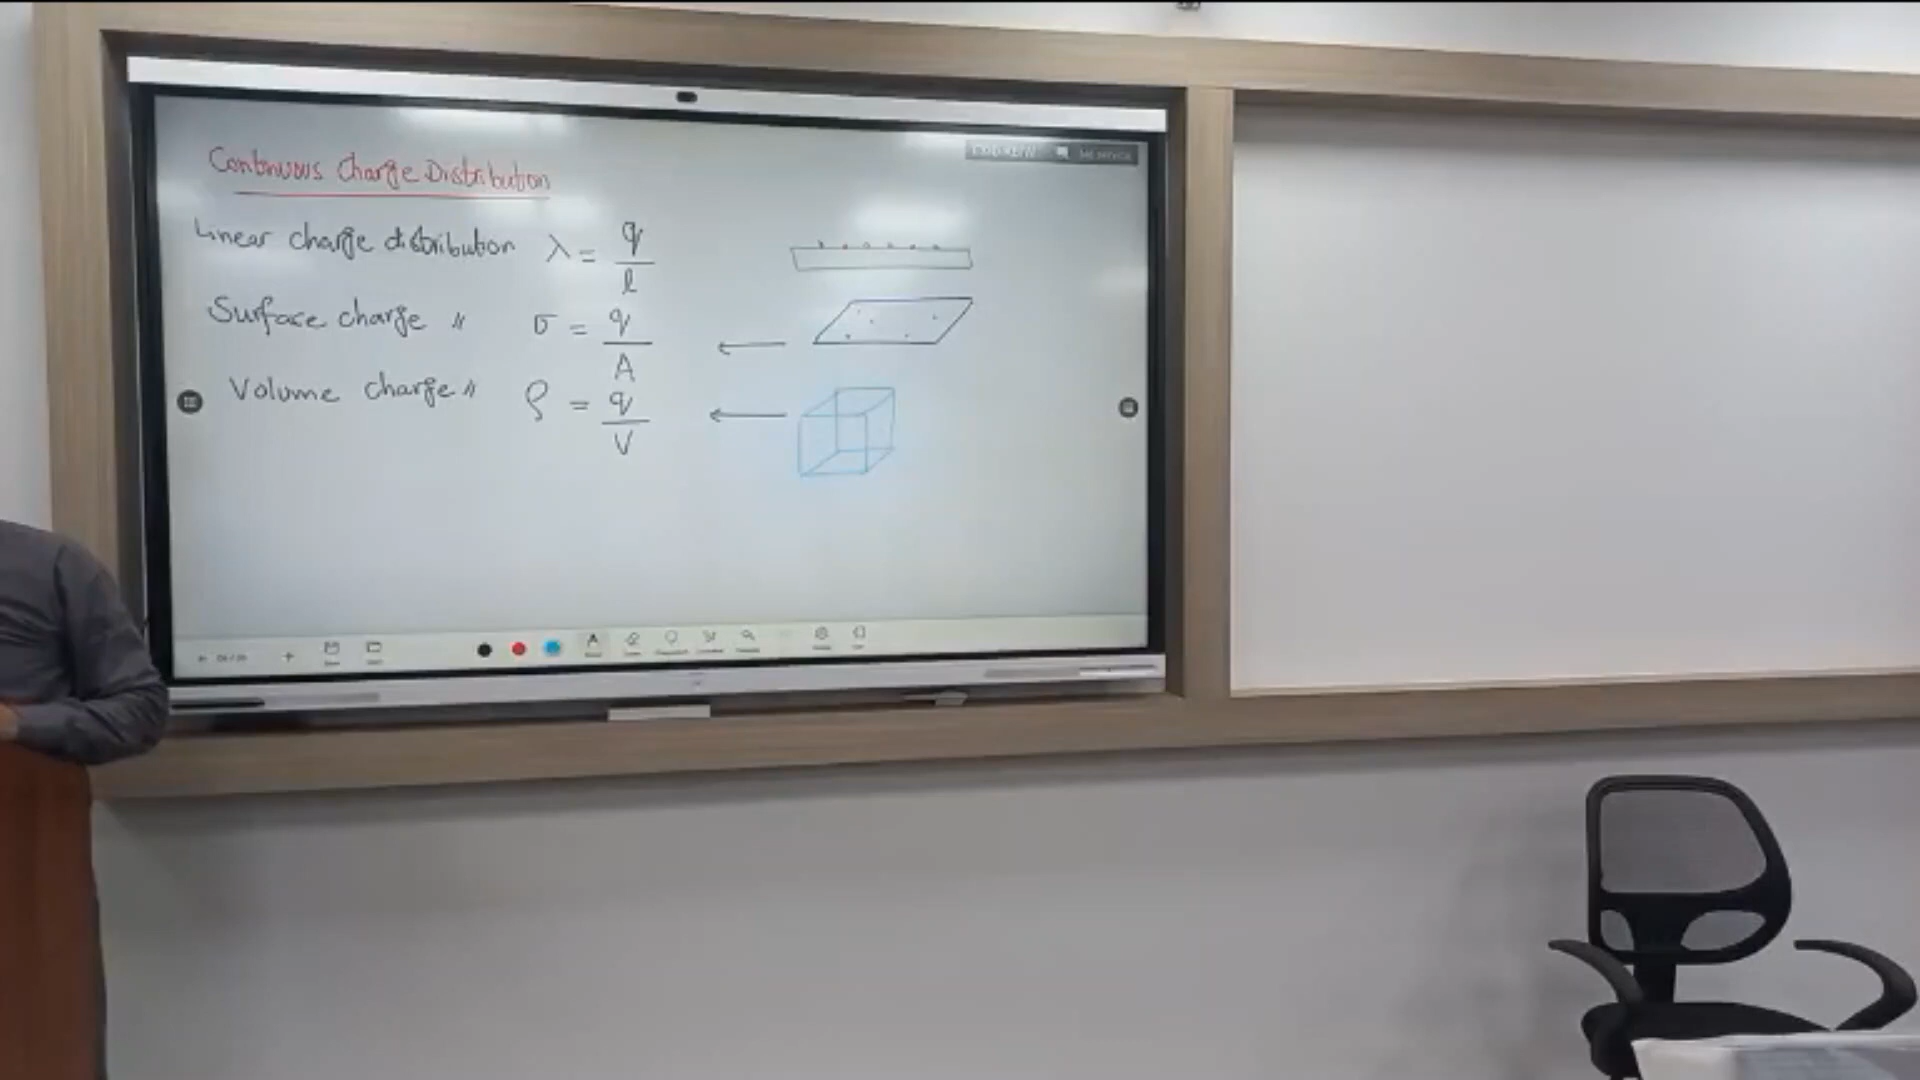 Continuous Charge Distribution
Linear charge distribution λ = q/l
Surface charge " σ = q/A
Volume charge " ρ = q/V